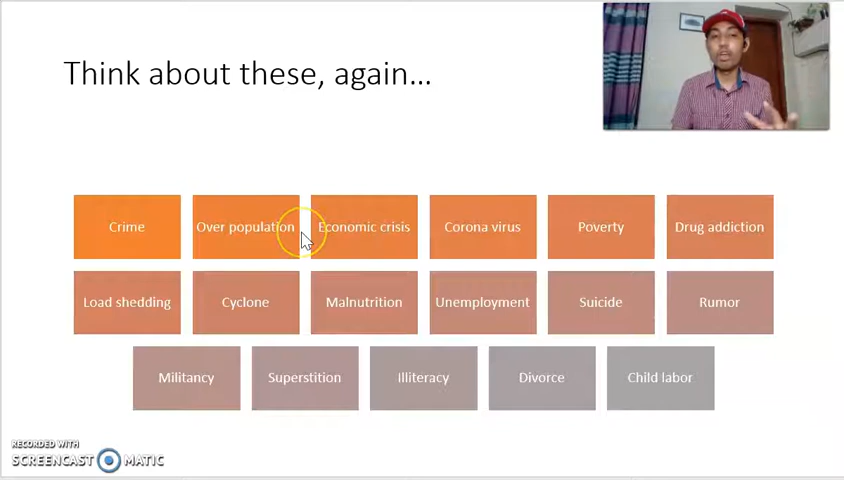 Think about these, again…
Crime
Over population
Economic crisis
Corona virus
Poverty
Drug addiction
Load shedding
Cyclone
Malnutrition
Unemployment
Suicide
Rumor
Militancy
Superstition
Illiteracy
Divorce
Child labor
RECORDED WITH
SCREENCAST MATIC